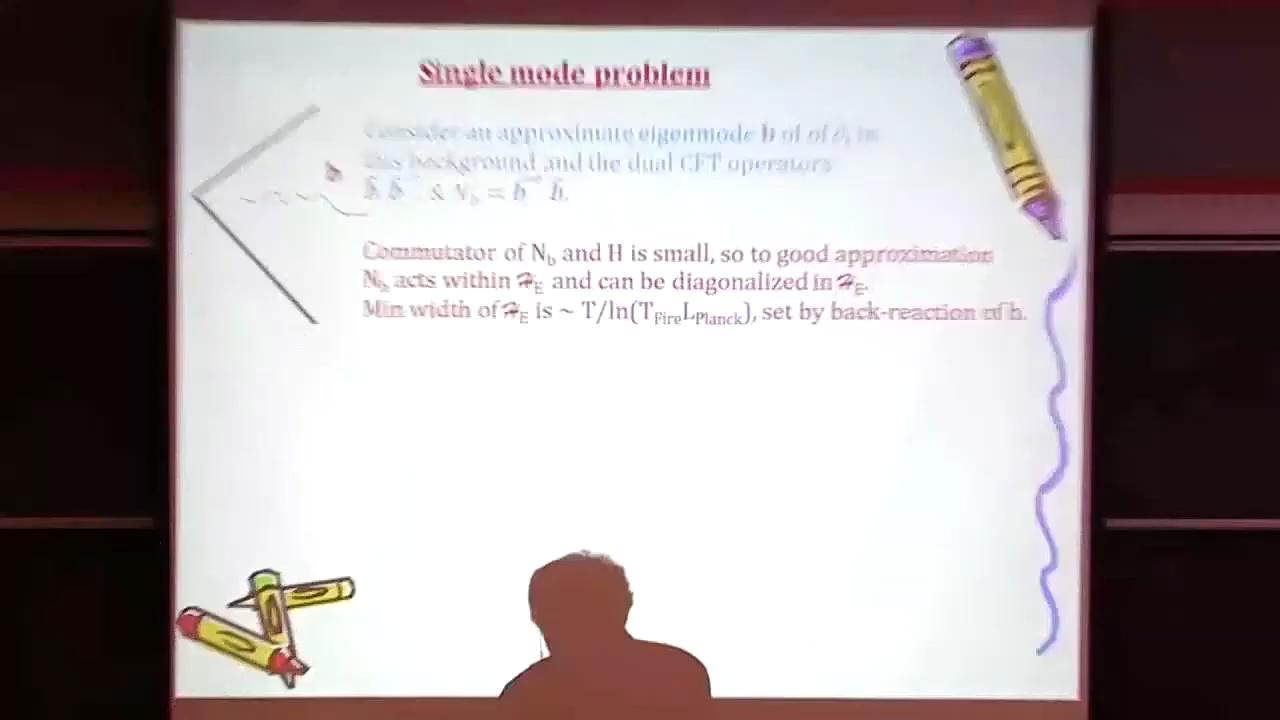 Single mode problem
Consider an approximate eigenmode b of of ∂ₜ in
this background and the dual CFT operators
b
b̂, b̂⁺ & N_b = b̂⁺ b̂.
Commutator of N_b and H is small, so to good approximation
N_b acts within ℋ_E and can be diagonalized in ℋ_E.
Min width of ℋ_E is ~ T/ln(T_Fire L_Planck), set by back-reaction of b.